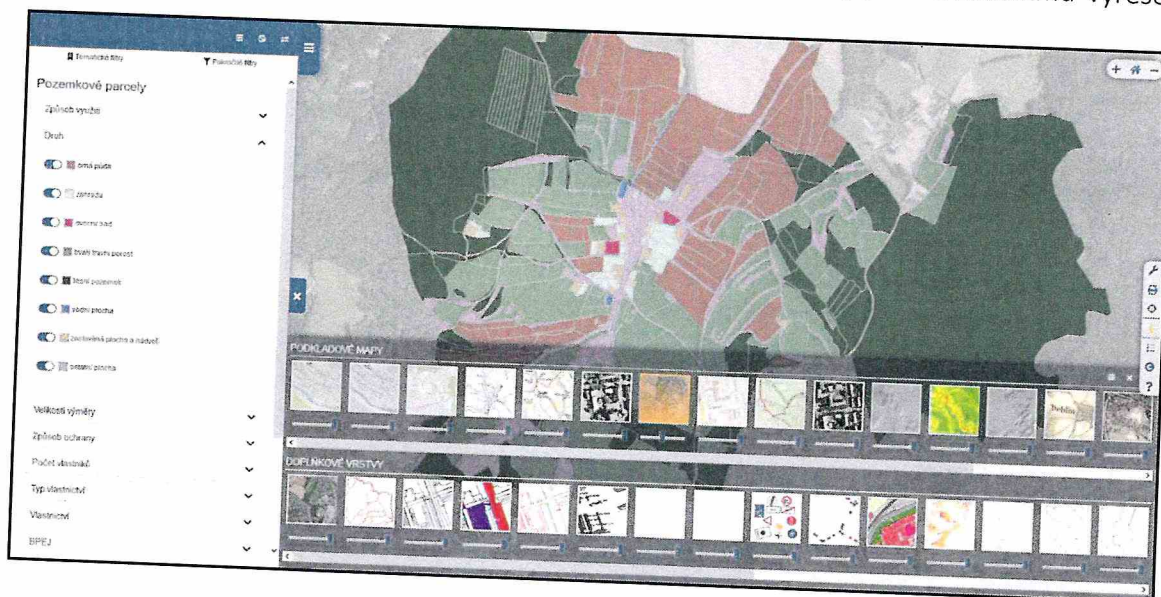 Tematické filtry
Pokročilé filtry
Pozemkové parcely
Způsob využití
Druh
orná půda
zahrada
ovocný sad
trvalý travní porost
lesní pozemek
vodní plocha
zastavěná plocha a nádvoří
ostatní plocha
Velikosti výměry
Způsob ochrany
Počet vlastníků
Typ vlastnictví
Vlastnictví
BPEJ
PODKLADOVÉ MAPY
Deblín
DOPLŇKOVÉ VRSTVY